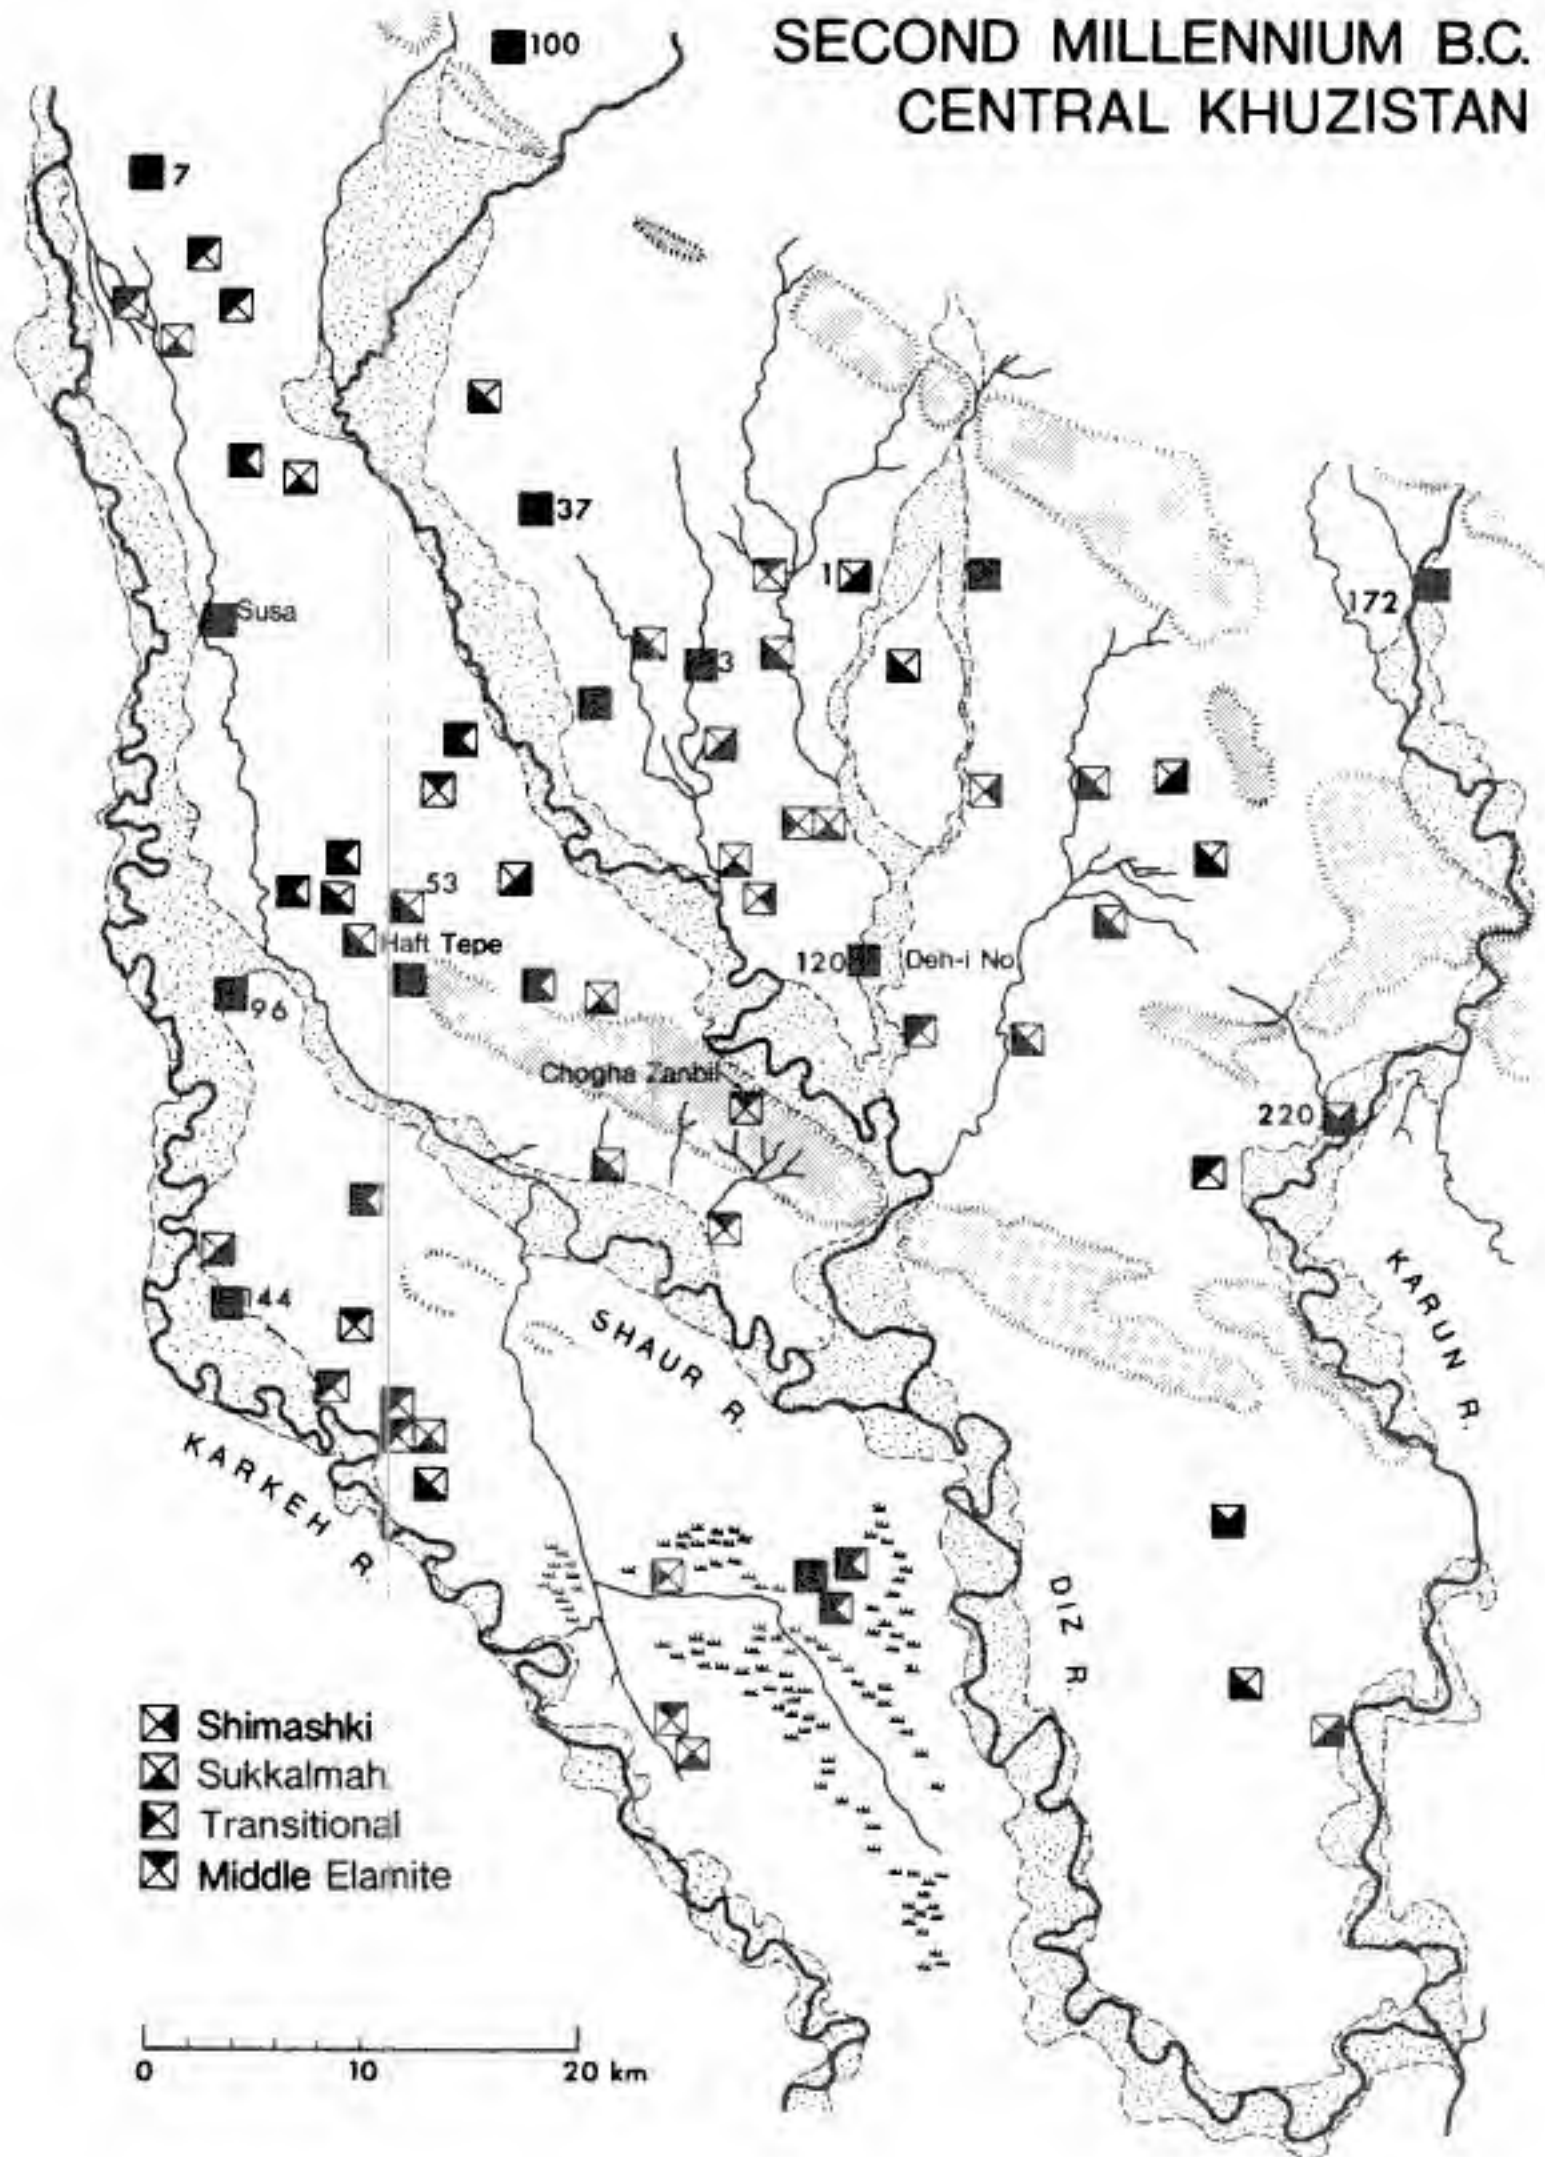 SECOND MILLENNIUM B.C.
CENTRAL KHUZISTAN
100
7
37
1
172
Susa
3
53
Haft Tepe
120
Deh-i No
96
Chogha Zanbil
220
44
SHAUR R.
KARUN R.
KARKEH R.
DIZ R.
Shimashki
Sukkalmah
Transitional
Middle Elamite
0 10 20 km